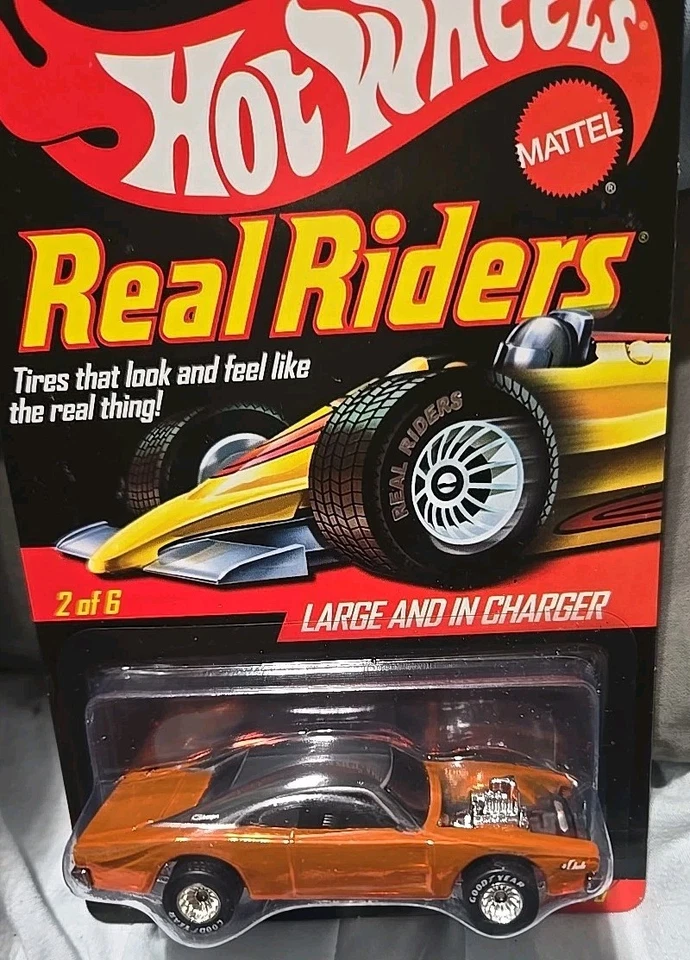 Hot Wheels®
MATTEL
®
Real Riders®
Tires that look and feel like
the real thing!
REAL RIDERS
2 of 6
LARGE AND IN CHARGER
GOODYEAR
GOODYEAR